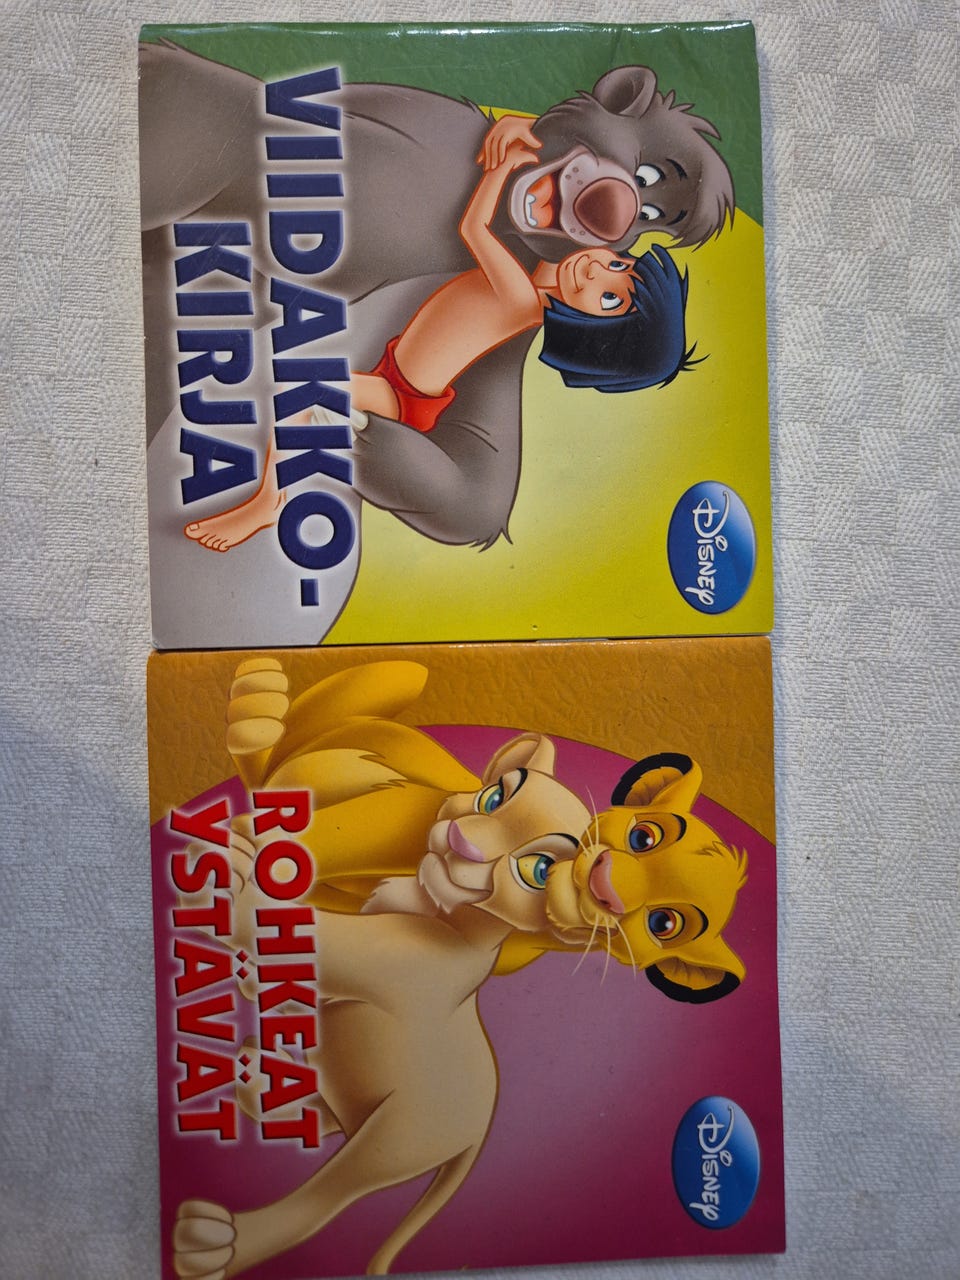 Disney
VIIDAKKO-
KIRJA
Disney
ROHKEAT
YSTÄVÄT